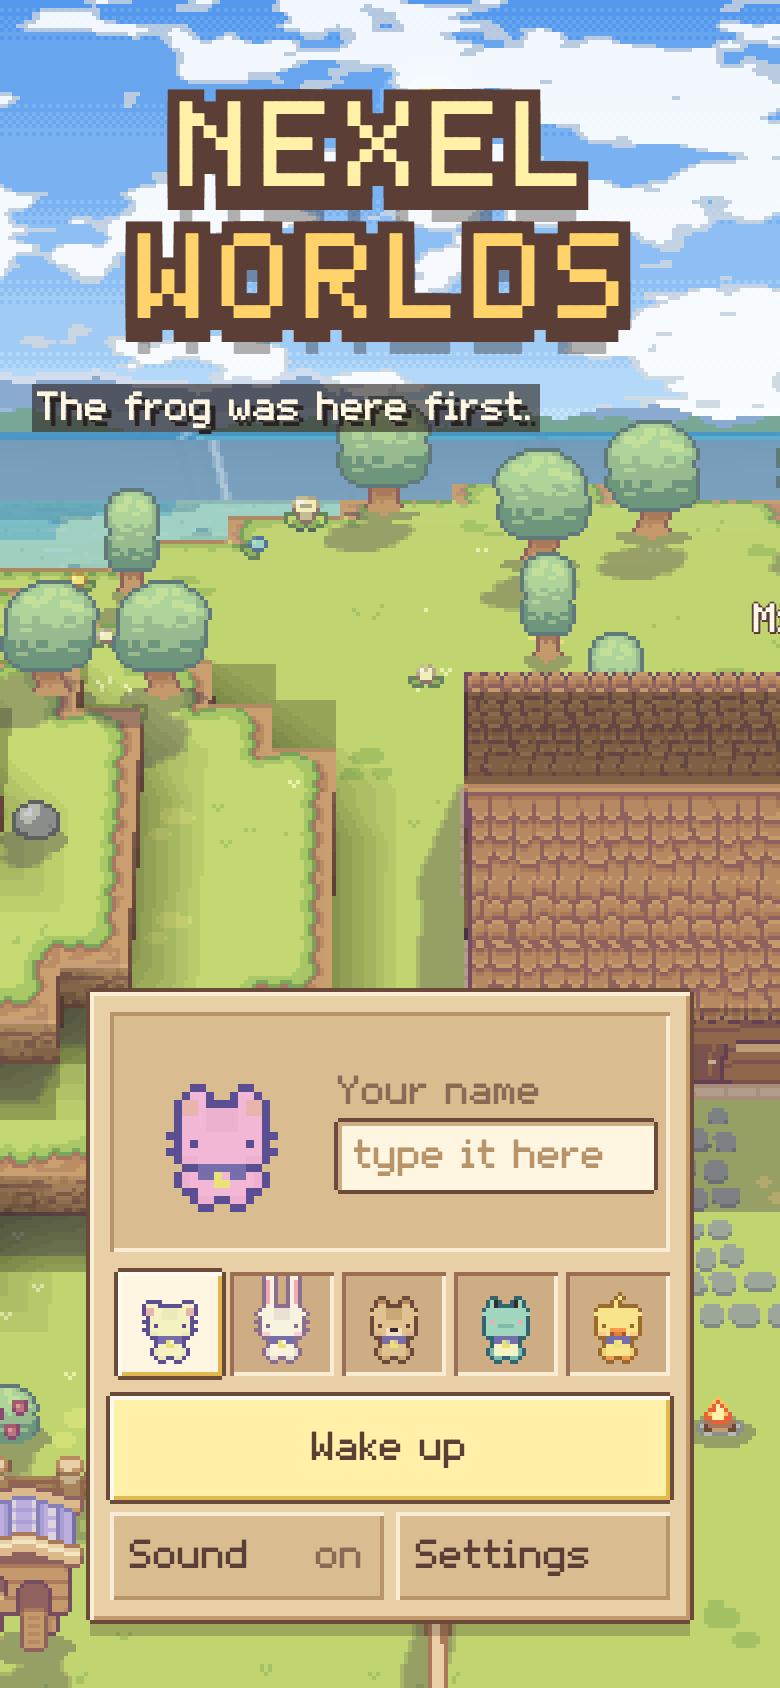 NEXEL
WORLDS
The frog was here first.
Your name
type it here
Wake up
Sound on
Settings